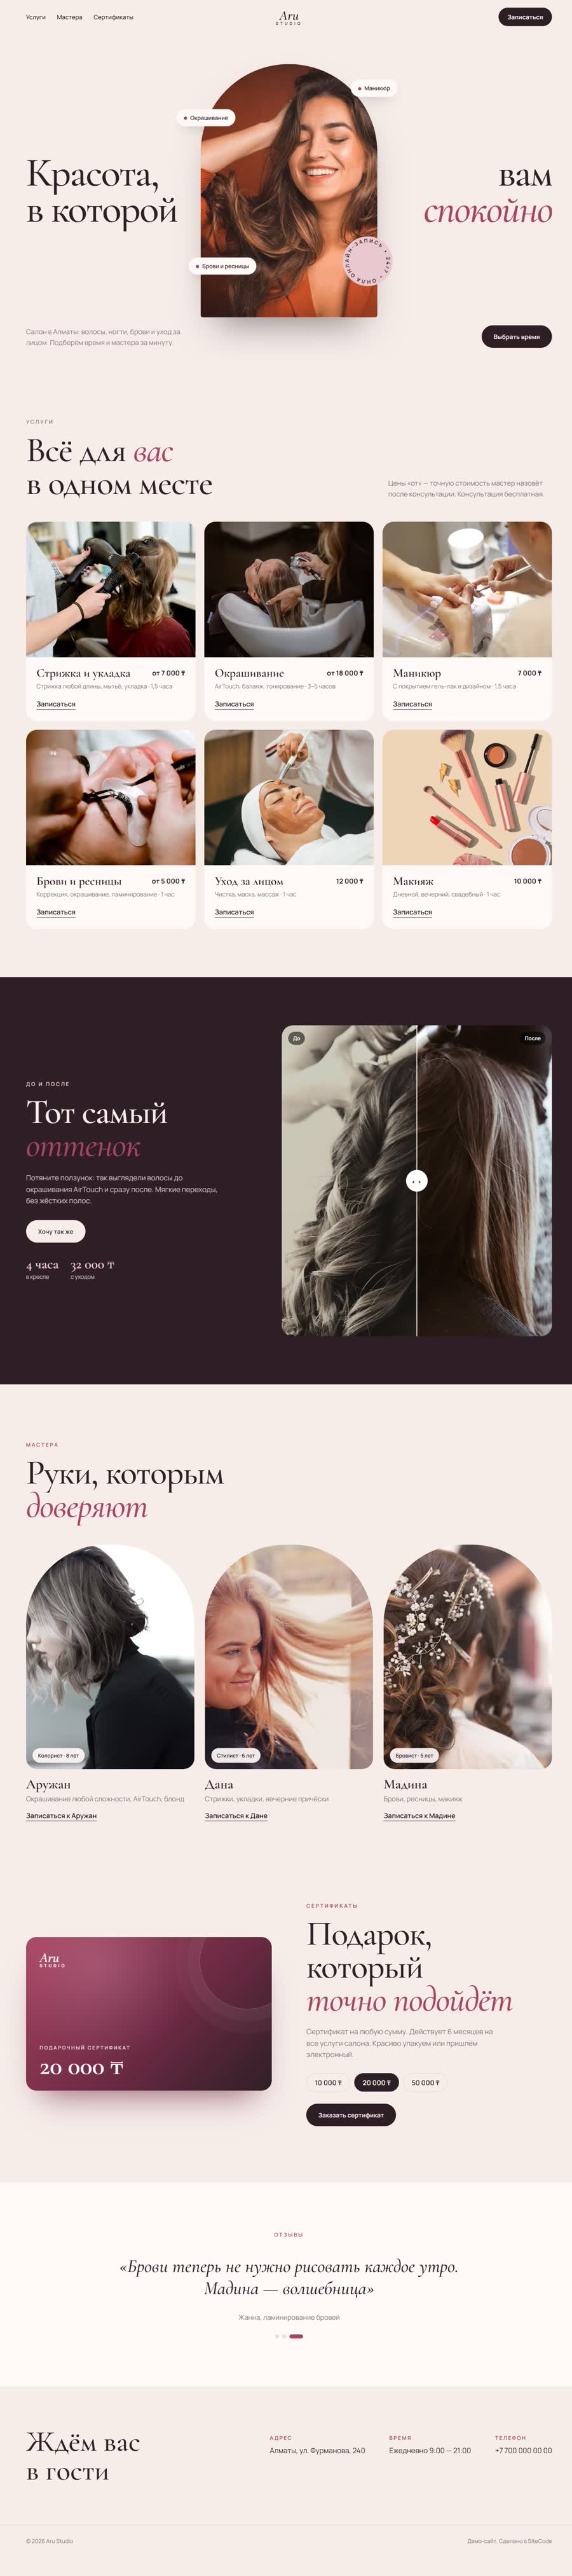 Услуги Мастера Сертификаты
Aru
STUDIO
Записаться
Маникюр
Окрашивание
Красота,
в которой
вам
спокойно
Брови и ресницы
ОНЛАЙН-ЗАПИСЬ • 24/7 •
Салон в Алматы: волосы, ногти, брови и уход за
лицом. Подберём время и мастера за минуту.
Выбрать время
УСЛУГИ
Всё для вас
в одном месте
Цены «от» — точную стоимость мастер назовёт
после консультации. Консультация бесплатная.
Стрижка и укладка от 7 000 ₸
Стрижка любой длины, мытьё, укладка · 1,5 часа
Записаться
Окрашивание от 18 000 ₸
AirTouch, балаяж, тонирование · 3–5 часов
Записаться
Маникюр 7 000 ₸
С покрытием гель-лак и дизайном · 1,5 часа
Записаться
Брови и ресницы от 5 000 ₸
Коррекция, окрашивание, ламинирование · 1 час
Записаться
Уход за лицом 12 000 ₸
Чистка, маска, массаж · 1 час
Записаться
Макияж 10 000 ₸
Дневной, вечерний, свадебный · 1 час
Записаться
ДО И ПОСЛЕ
Тот самый
оттенок
Потяните ползунок: так выглядели волосы до
окрашивания AirTouch и сразу после. Мягкие переходы,
без жёстких полос.
Хочу так же
4 часа
в кресле
32 000 ₸
с уходом
До
После
МАСТЕРА
Руки, которым
доверяют
Колорист · 8 лет
Аружан
Окрашивание любой сложности, AirTouch, блонд
Записаться к Аружан
Стилист · 6 лет
Дана
Стрижки, укладки, вечерние причёски
Записаться к Дане
Бровист · 5 лет
Мадина
Брови, ресницы, макияж
Записаться к Мадине
Aru
STUDIO
ПОДАРОЧНЫЙ СЕРТИФИКАТ
20 000 ₸
СЕРТИФИКАТЫ
Подарок,
который
точно подойдёт
Сертификат на любую сумму. Действует 6 месяцев на
все услуги салона. Красиво упакуем или пришлём
электронный.
10 000 ₸ 20 000 ₸ 50 000 ₸
Заказать сертификат
ОТЗЫВЫ
«Брови теперь не нужно рисовать каждое утро.
Мадина — волшебница»
Жанна, ламинирование бровей
Ждём вас
в гости
АДРЕС
Алматы, ул. Фурманова, 240
ВРЕМЯ
Ежедневно 9:00 — 21:00
ТЕЛЕФОН
+7 700 000 00 00
© 2026 Aru Studio
Демо-сайт. Сделано в SiteCode